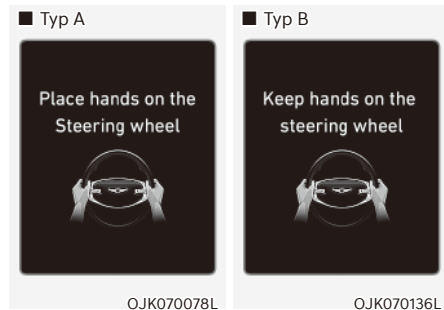 ■ Typ A
Place hands on the
Steering wheel
OJK070078L
■ Typ B
Keep hands on the
steering wheel
OJK070136L